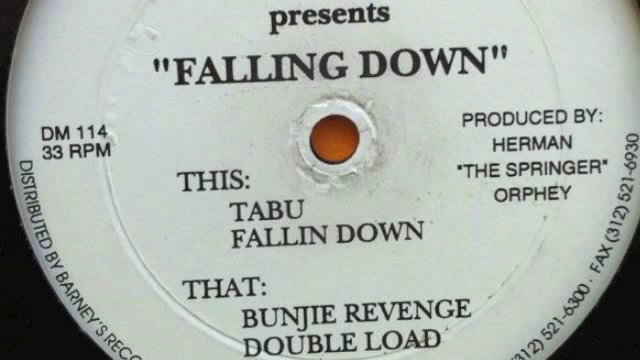 presents
"FALLING DOWN"
DM 114
33 RPM
PRODUCED BY:
HERMAN
"THE SPRINGER"
ORPHEY
THIS:
TABU
FALLIN DOWN
THAT:
BUNJIE REVENGE
DOUBLE LOAD
DISTRIBUTED BY BARNEY'S RECO
(312) 521-6300 · FAX (312) 521-6930